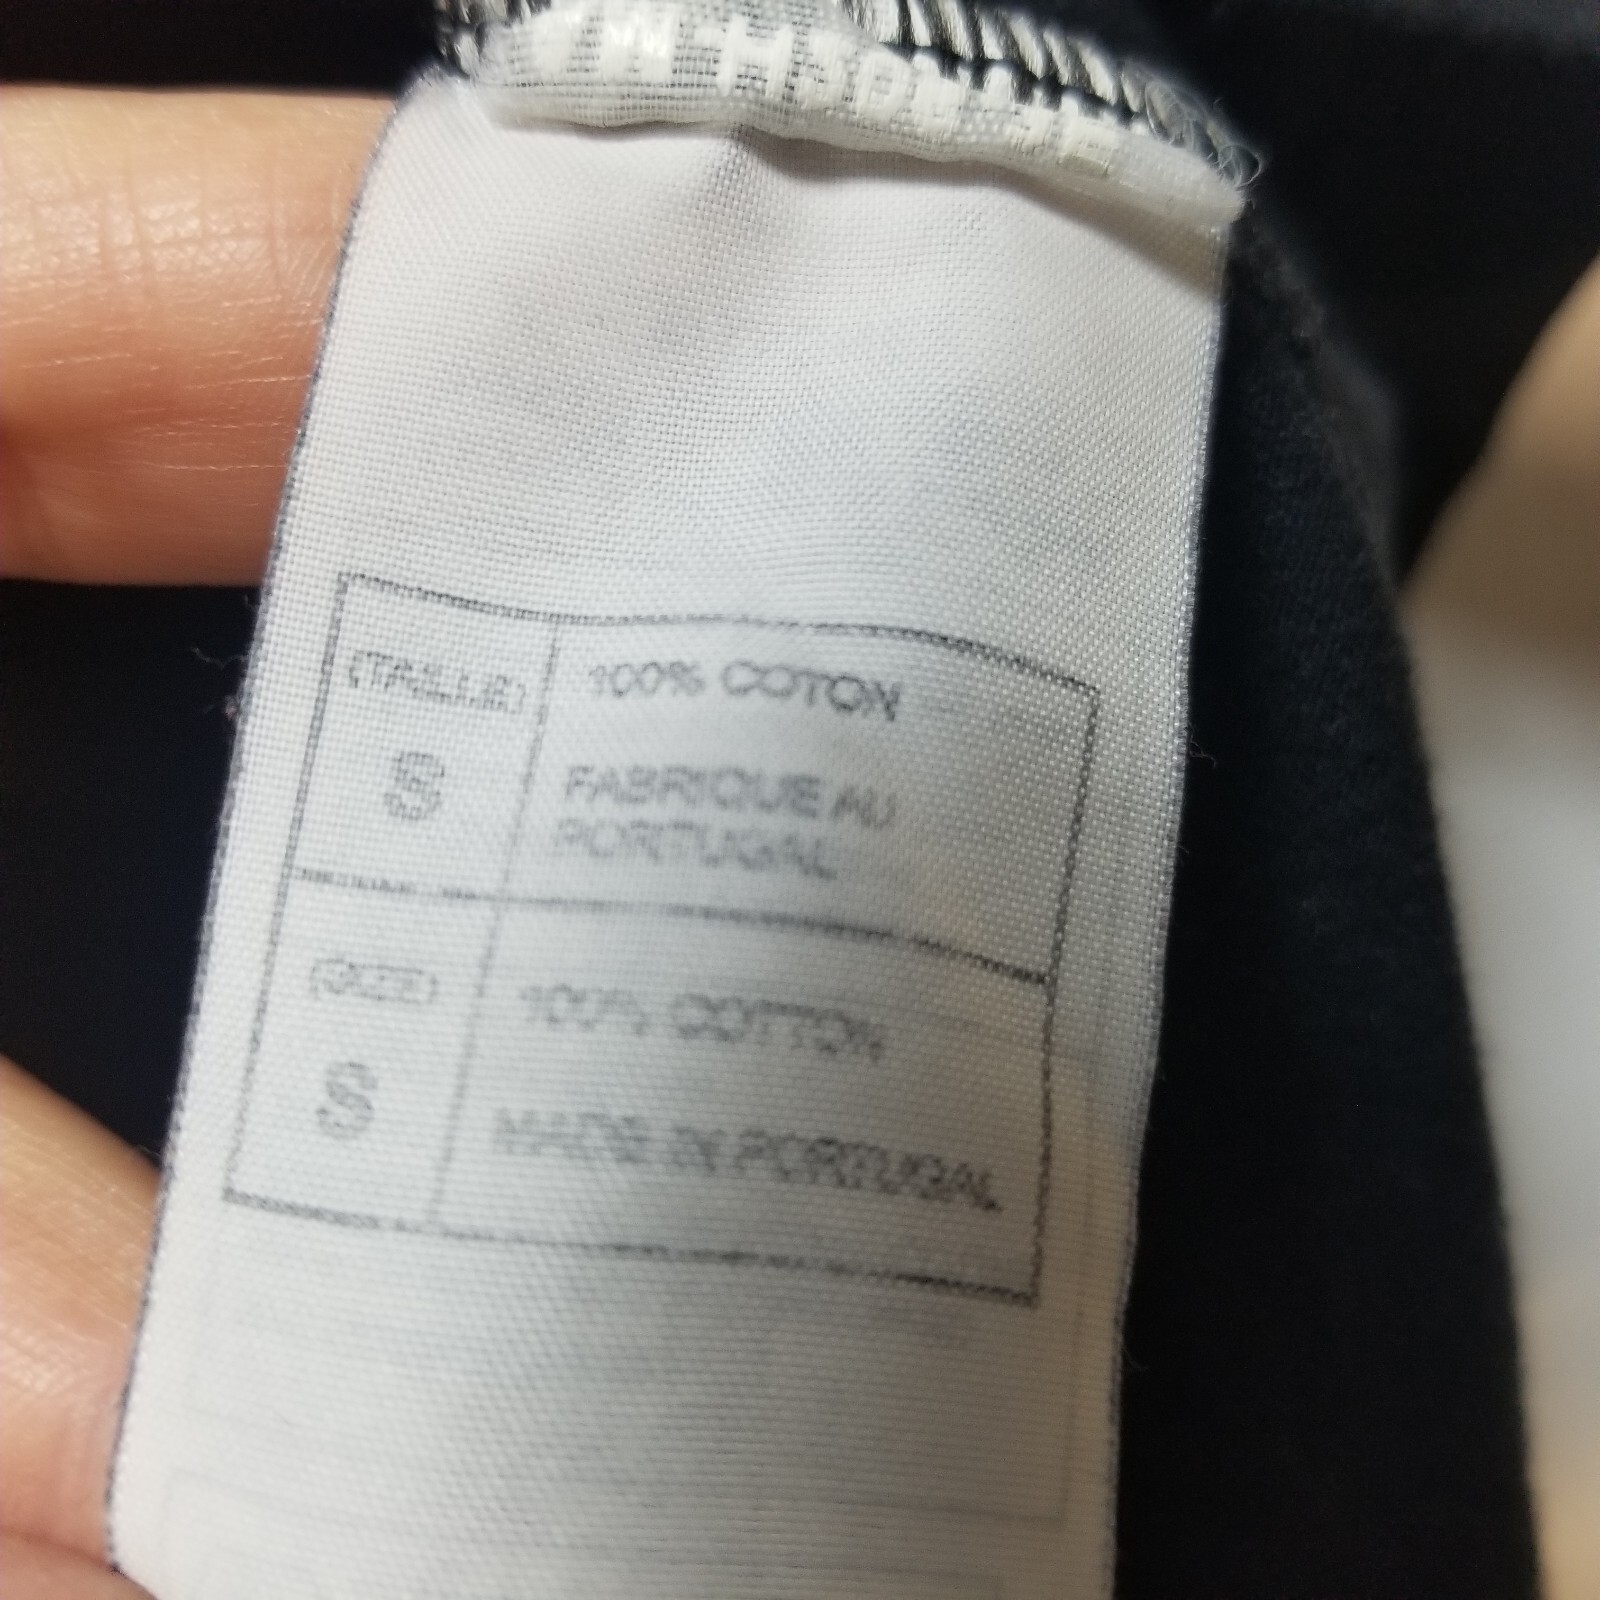 (TAILLE)
S
100% COTON
FABRIQUE AU
PORTUGAL
(SIZE)
S
100% COTTON
MADE IN PORTUGAL